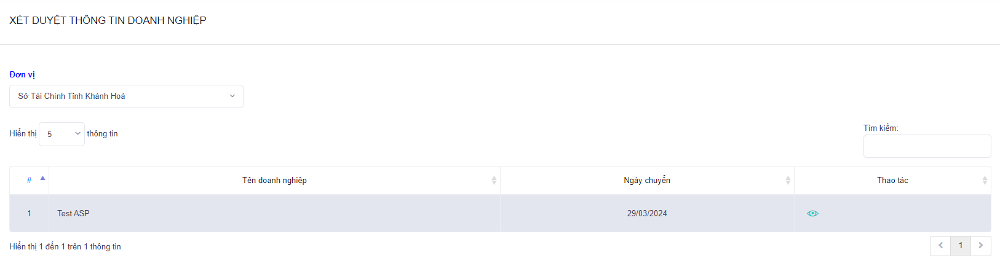 XÉT DUYỆT THÔNG TIN DOANH NGHIỆP
Đơn vị
Sở Tài Chính Tỉnh Khánh Hoà
Hiển thị 5 thông tin
Tìm kiếm:
# Tên doanh nghiệp Ngày chuyển Thao tác
1 Test ASP 29/03/2024
Hiển thị 1 đến 1 trên 1 thông tin
1